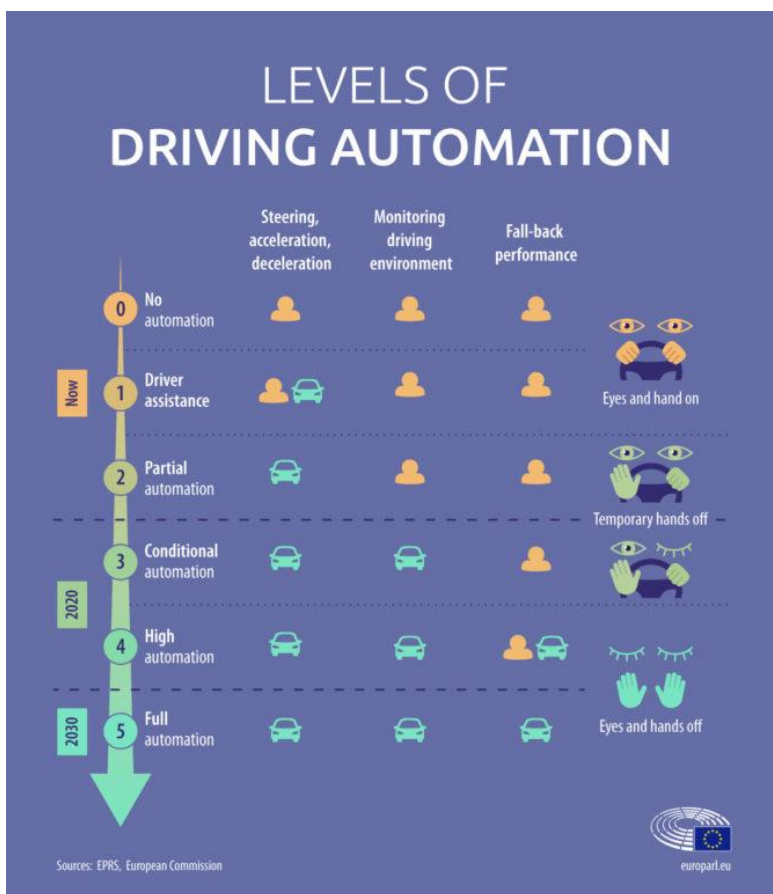 LEVELS OF
DRIVING AUTOMATION
Steering,
acceleration,
deceleration
Monitoring
driving
environment
Fall-back
performance
0
No
automation
Eyes and hand on
Now
1
Driver
assistance
2
Partial
automation
Temporary hands off
2020
3
Conditional
automation
4
High
automation
2030
5
Full
automation
Eyes and hands off
Sources: EPRS, European Commission
europarl.eu